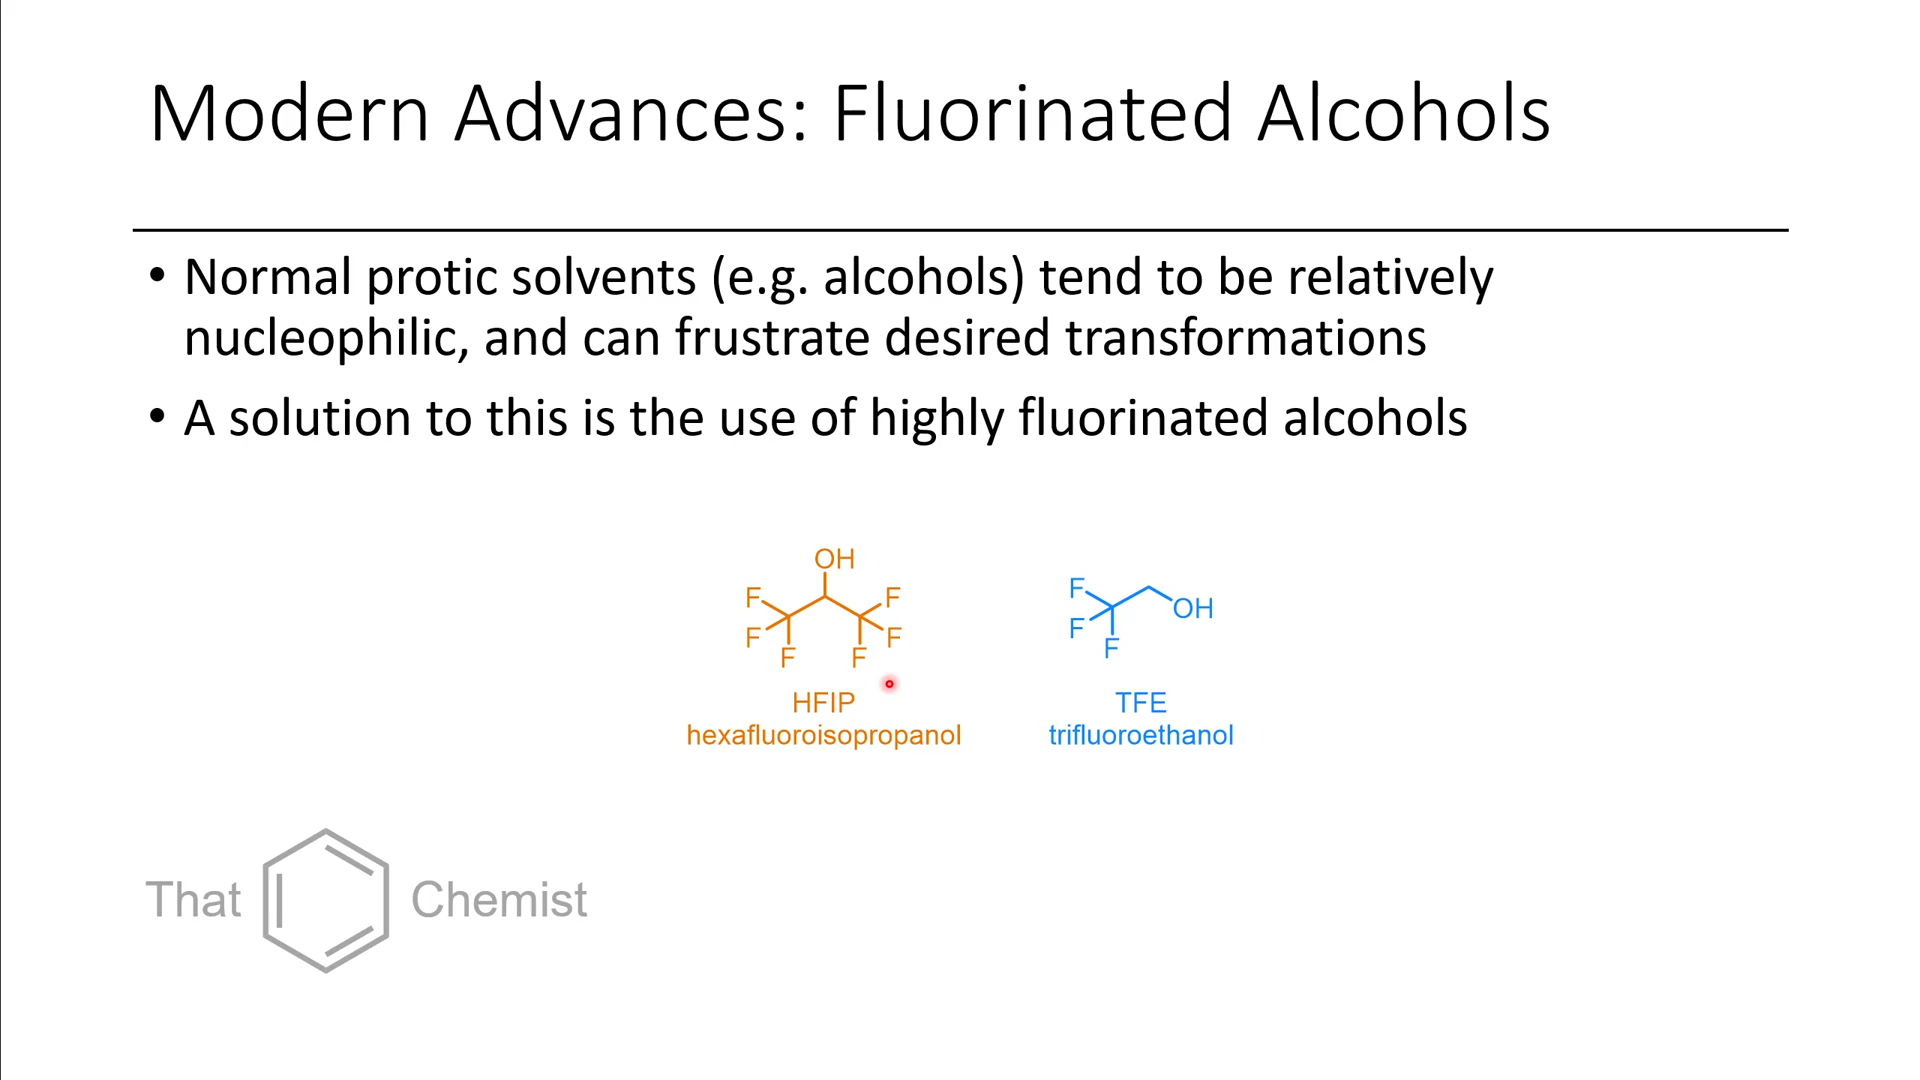 Modern Advances: Fluorinated Alcohols
• Normal protic solvents (e.g. alcohols) tend to be relatively
nucleophilic, and can frustrate desired transformations
• A solution to this is the use of highly fluorinated alcohols
OH
F F
F F
F F
HFIP
hexafluoroisopropanol
F
OH
F
F
TFE
trifluoroethanol
That Chemist